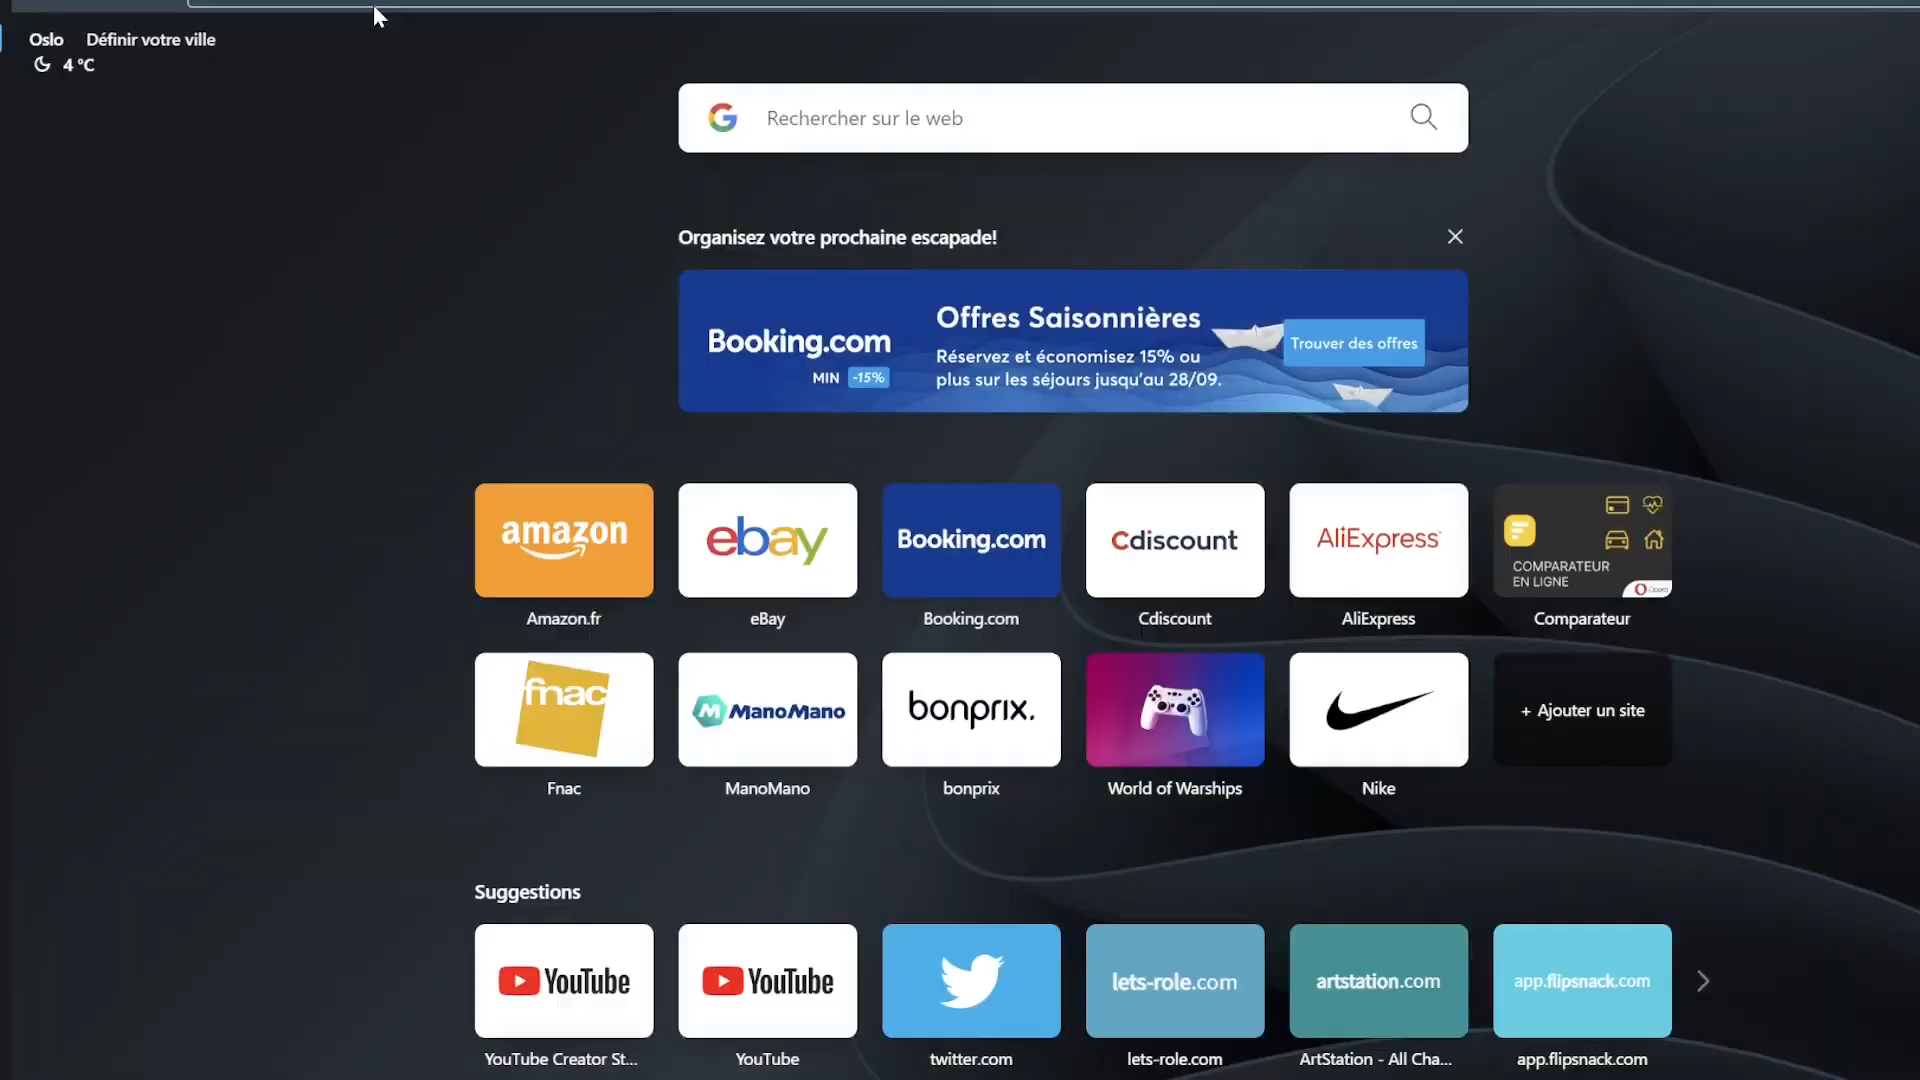 Oslo Définir votre ville
4 °C
Rechercher sur le web
Organisez votre prochaine escapade!
Booking.com
MIN -15%
Offres Saisonnières
Réservez et économisez 15% ou
plus sur les séjours jusqu'au 28/09.
Trouver des offres
amazon
ebay
Booking.com
Cdiscount
AliExpress
COMPARATEUR
EN LIGNE
Opera
Amazon.fr
eBay
Booking.com
Cdiscount
AliExpress
Comparateur
fnac
ManoMano
bonprix.
+ Ajouter un site
Fnac
ManoMano
bonprix
World of Warships
Nike
Suggestions
YouTube
YouTube
lets-role.com
artstation.com
app.flipsnack.com
YouTube Creator St...
YouTube
twitter.com
lets-role.com
ArtStation - All Cha...
app.flipsnack.com